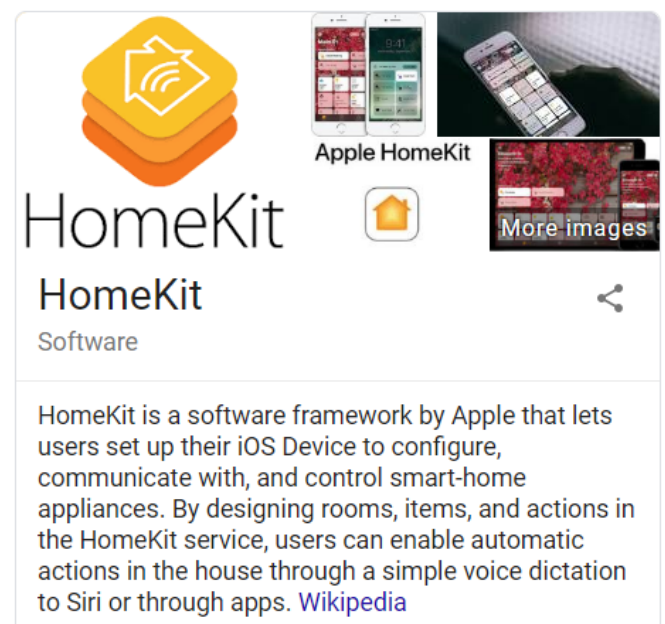 HomeKit
9:41
Apple HomeKit
More images
HomeKit
Software
HomeKit is a software framework by Apple that lets
users set up their iOS Device to configure,
communicate with, and control smart-home
appliances. By designing rooms, items, and actions in
the HomeKit service, users can enable automatic
actions in the house through a simple voice dictation
to Siri or through apps. Wikipedia